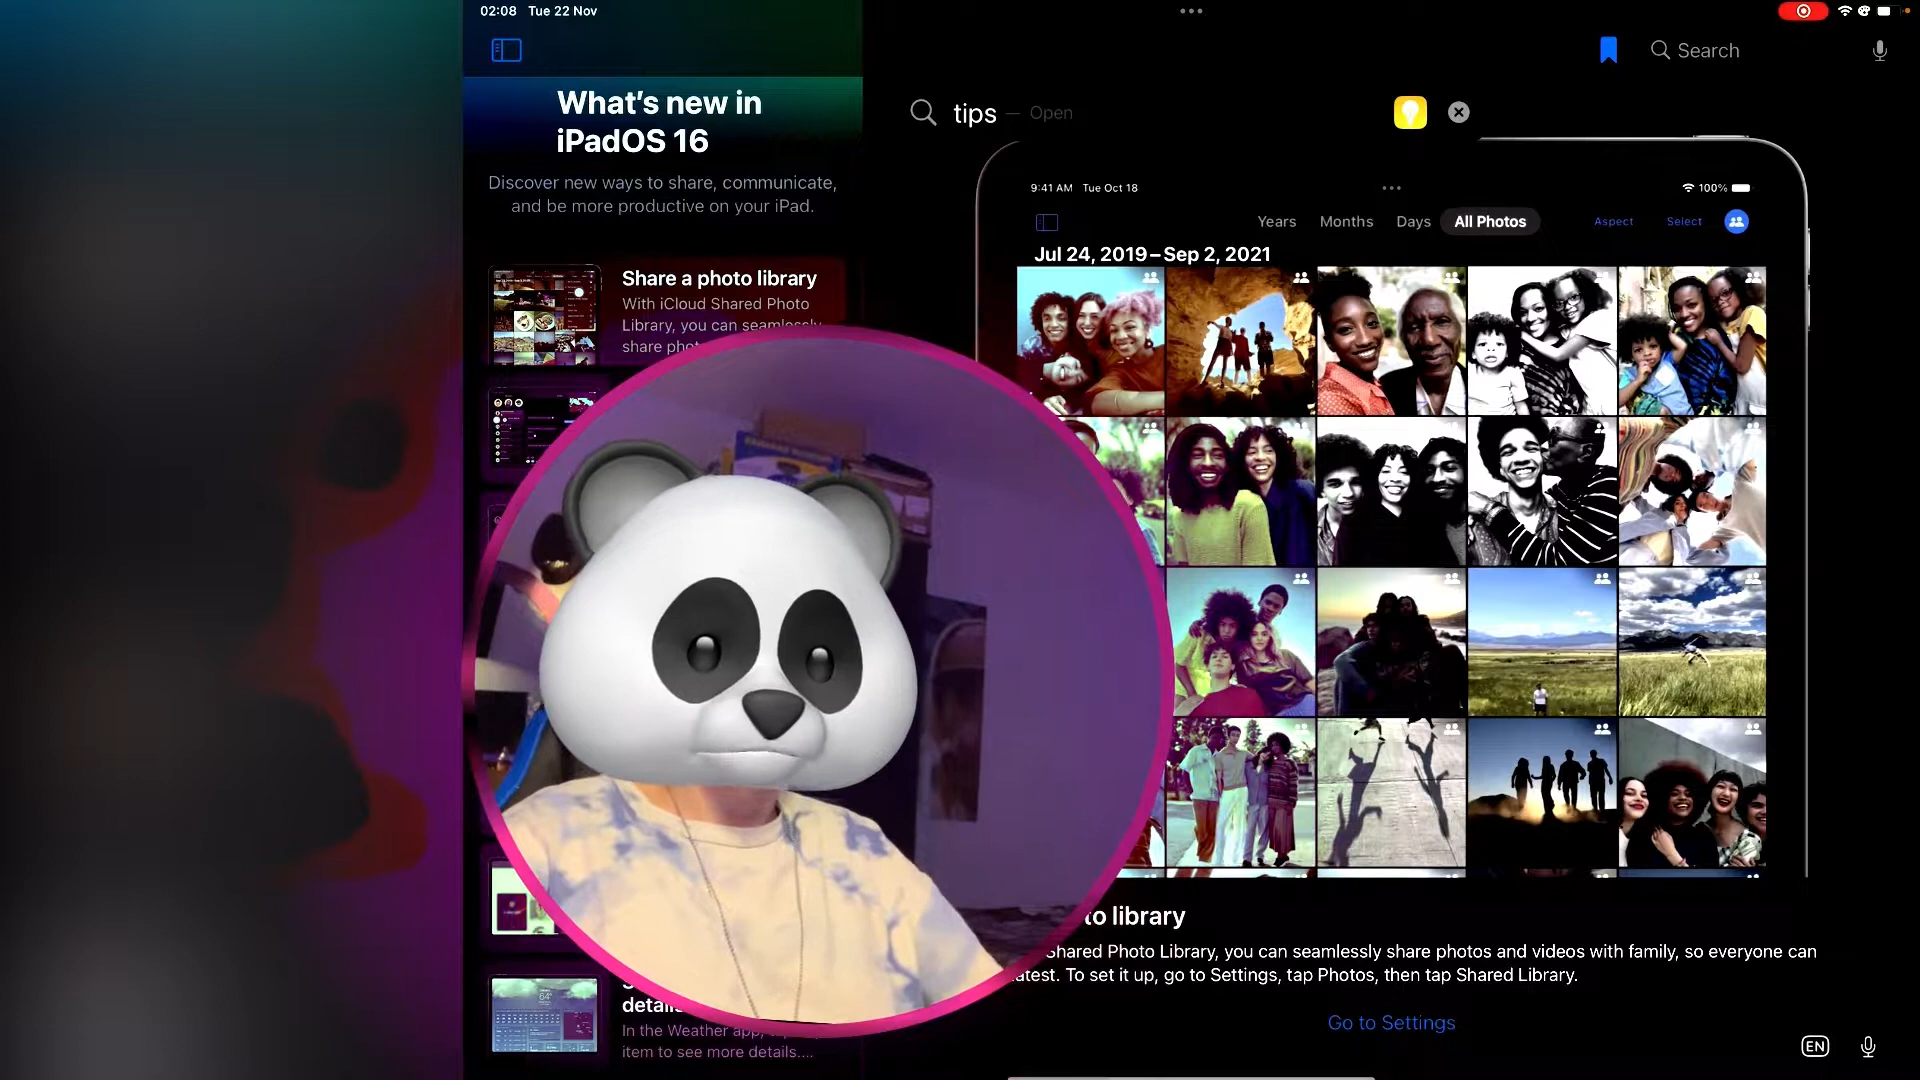 02:08 Tue 22 Nov
Search
What's new in
iPadOS 16
Discover new ways to share, communicate,
and be more productive on your iPad.
Share a photo library
With iCloud Shared Photo
Library, you can seamlessly
share
tips — Open
9:41 AM Tue Oct 18
100%
Years Months Days All Photos Aspect Select
Jul 24, 2019–Sep 2, 2021
library
Shared Photo Library, you can seamlessly share photos and videos with family, so everyone can
To set it up, go to Settings, tap Photos, then tap Shared Library.
Go to Settings
In the Weather app,
item to see more details....
EN